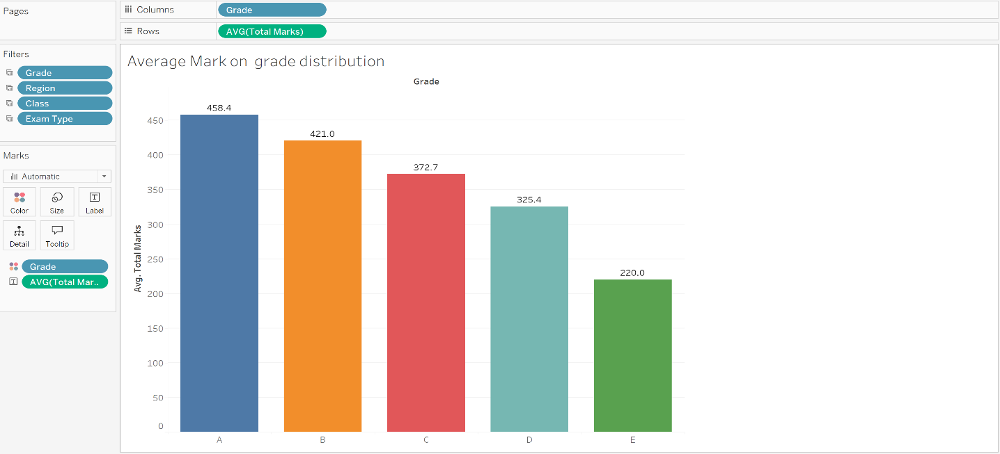 Pages
Columns
Grade
Rows
AVG(Total Marks)
Filters
Grade
Region
Class
Exam Type
Marks
Automatic
Color
Size
Label
Detail
Tooltip
Grade
AVG(Total Mar..
Average Mark on  grade distribution
Grade
Avg. Total Marks
450
400
350
300
250
200
150
100
50
0
458.4
421.0
372.7
325.4
220.0
A
B
C
D
E